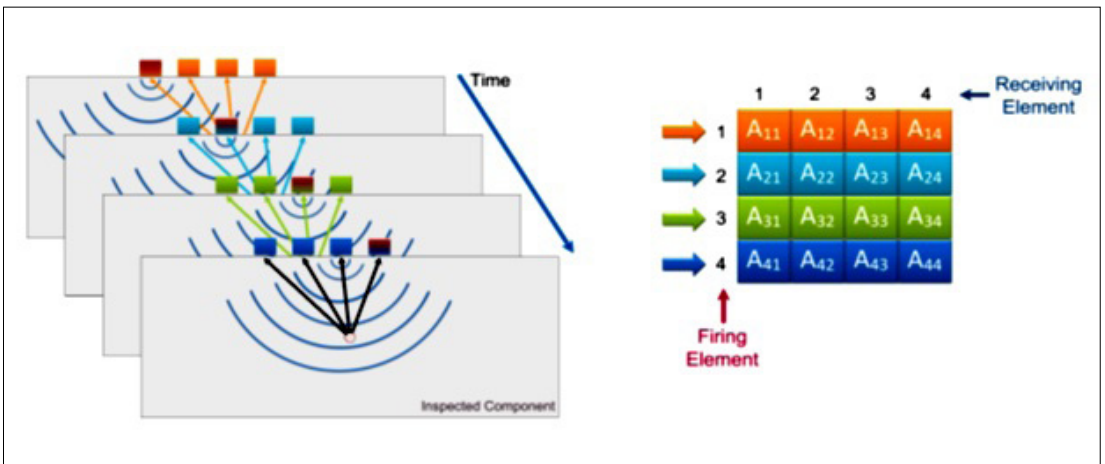 Time
Receiving
Element
1 2 3 4
1 A11 A12 A13 A14
2 A21 A22 A23 A24
3 A31 A32 A33 A34
4 A41 A42 A43 A44
Firing
Element
Inspected Component